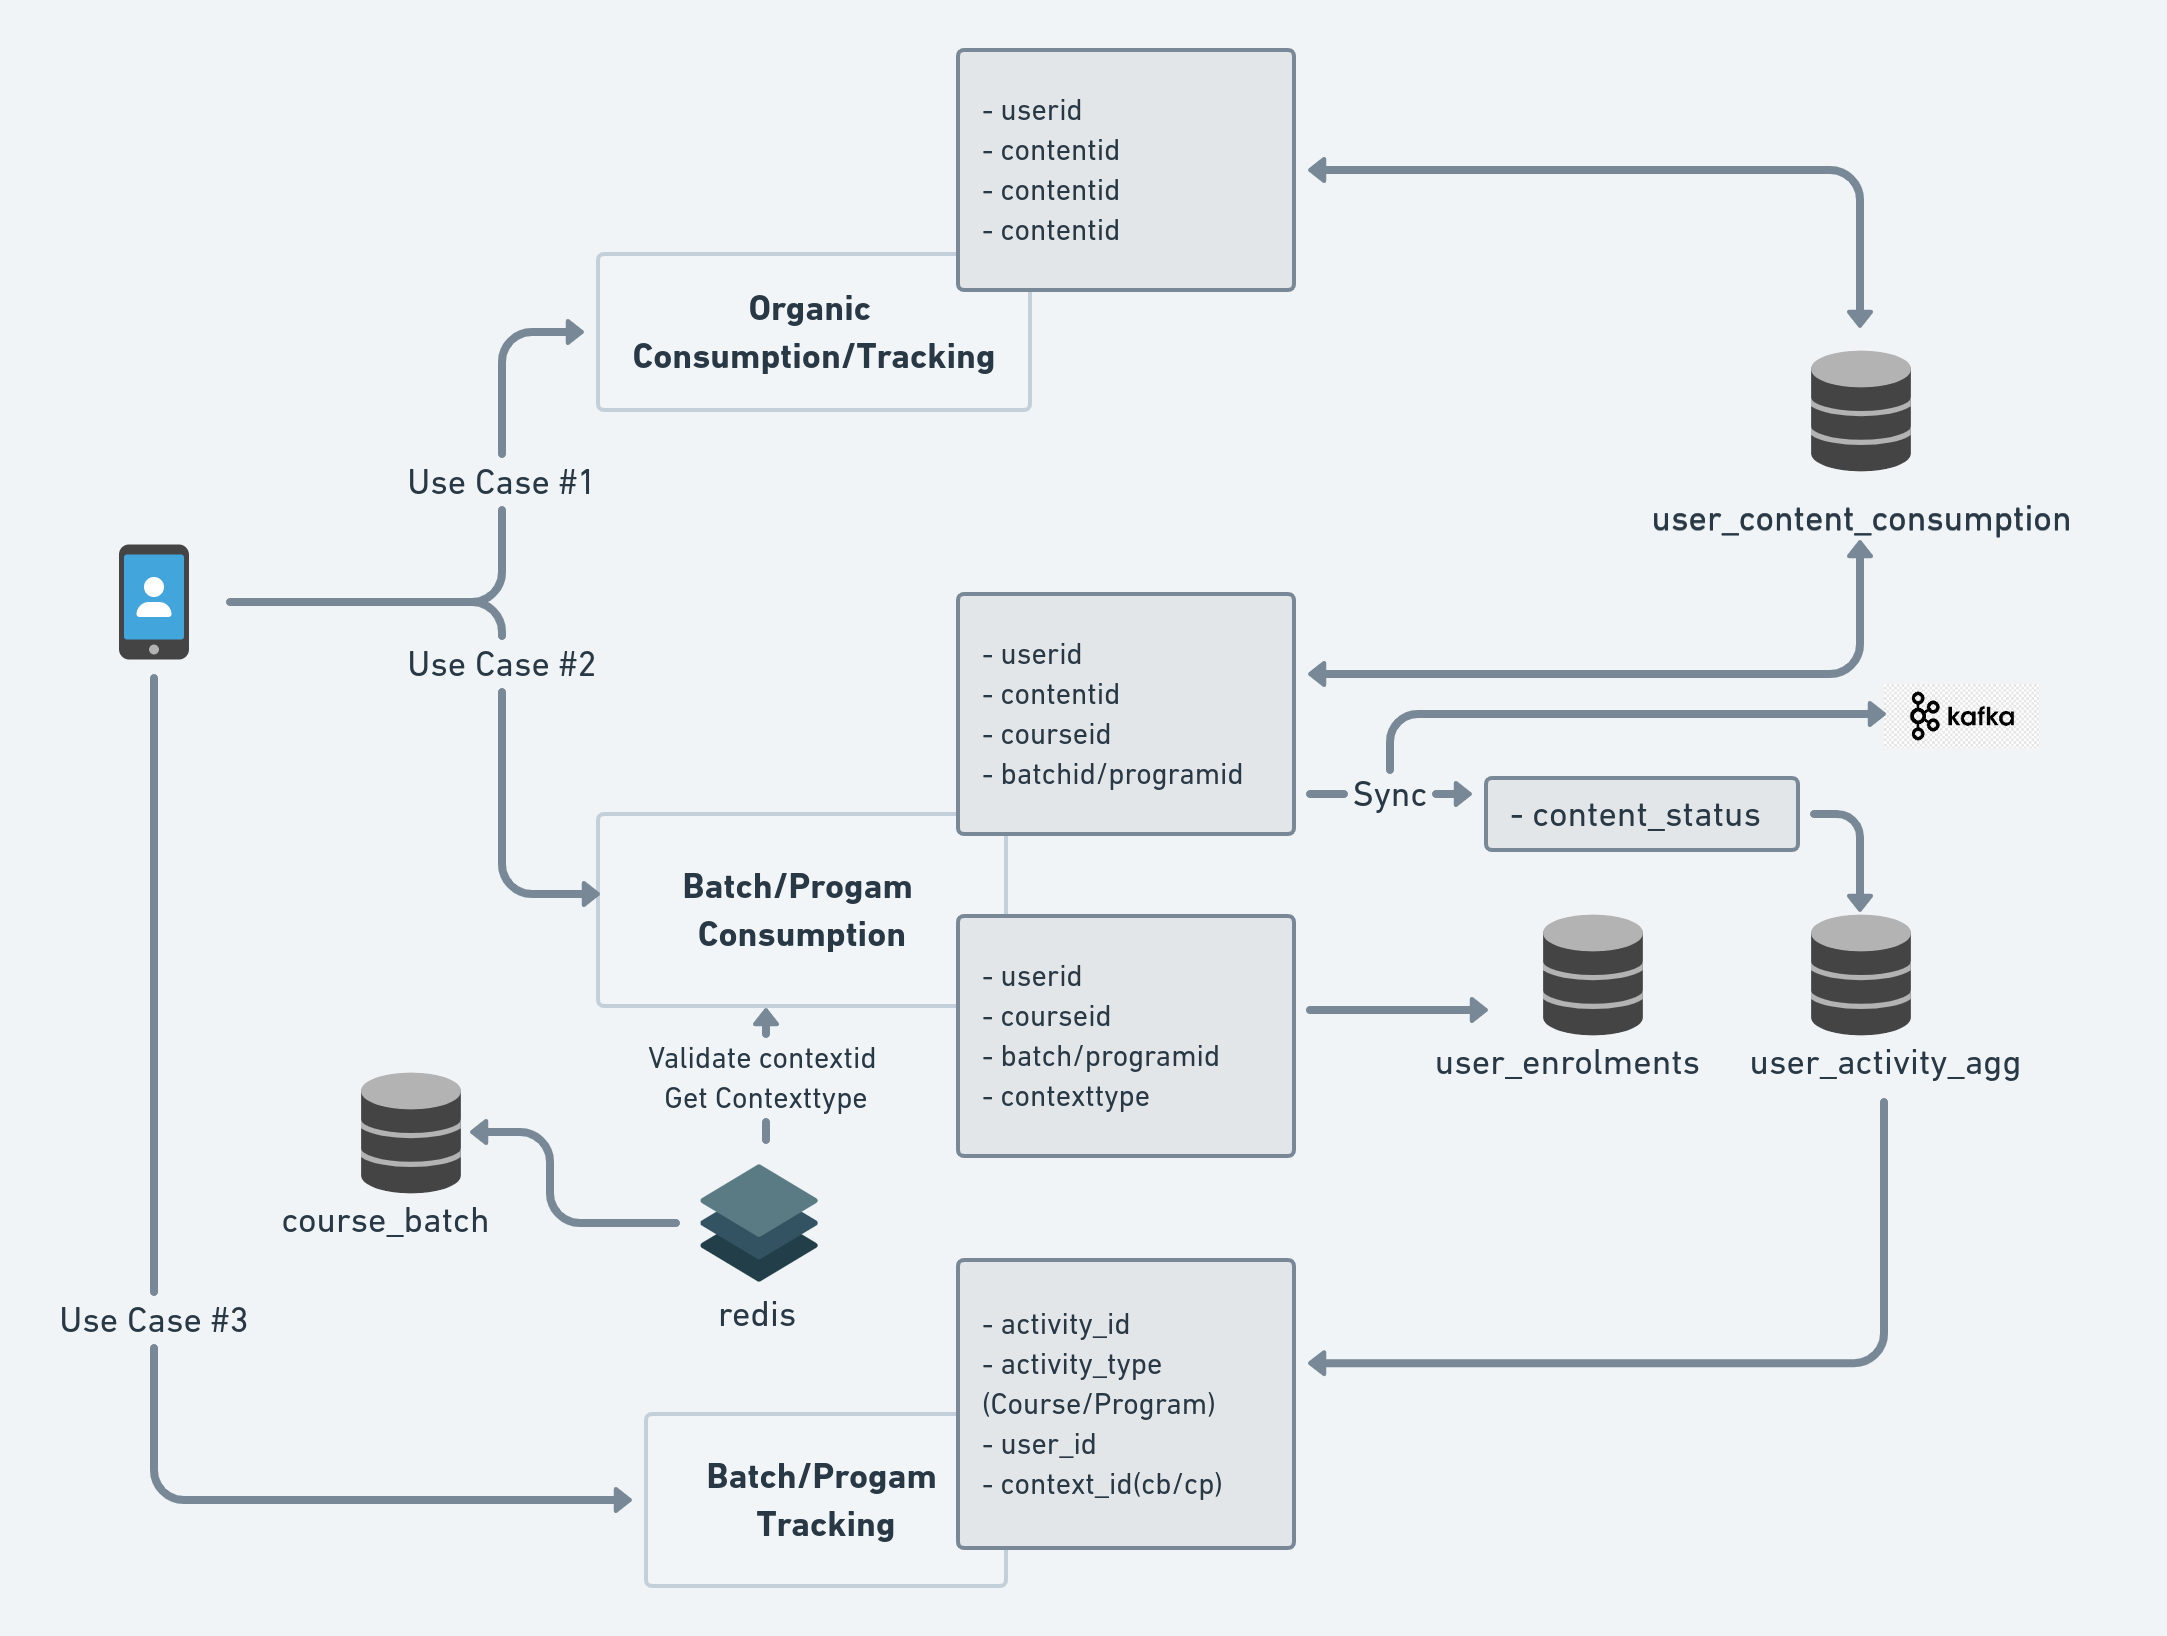 - userid
- contentid
- contentid
- contentid
Organic
Consumption/Tracking
Use Case #1
user_content_consumption
Use Case #2
- userid
- contentid
- courseid
- batchid/programid
kafka
Sync
- content_status
Batch/Progam
Consumption
- userid
- courseid
- batch/programid
- contexttype
user_enrolments
user_activity_agg
Validate contextid
Get Contexttype
course_batch
redis
Use Case #3
- activity_id
- activity_type
(Course/Program)
- user_id
- context_id(cb/cp)
Batch/Progam
Tracking